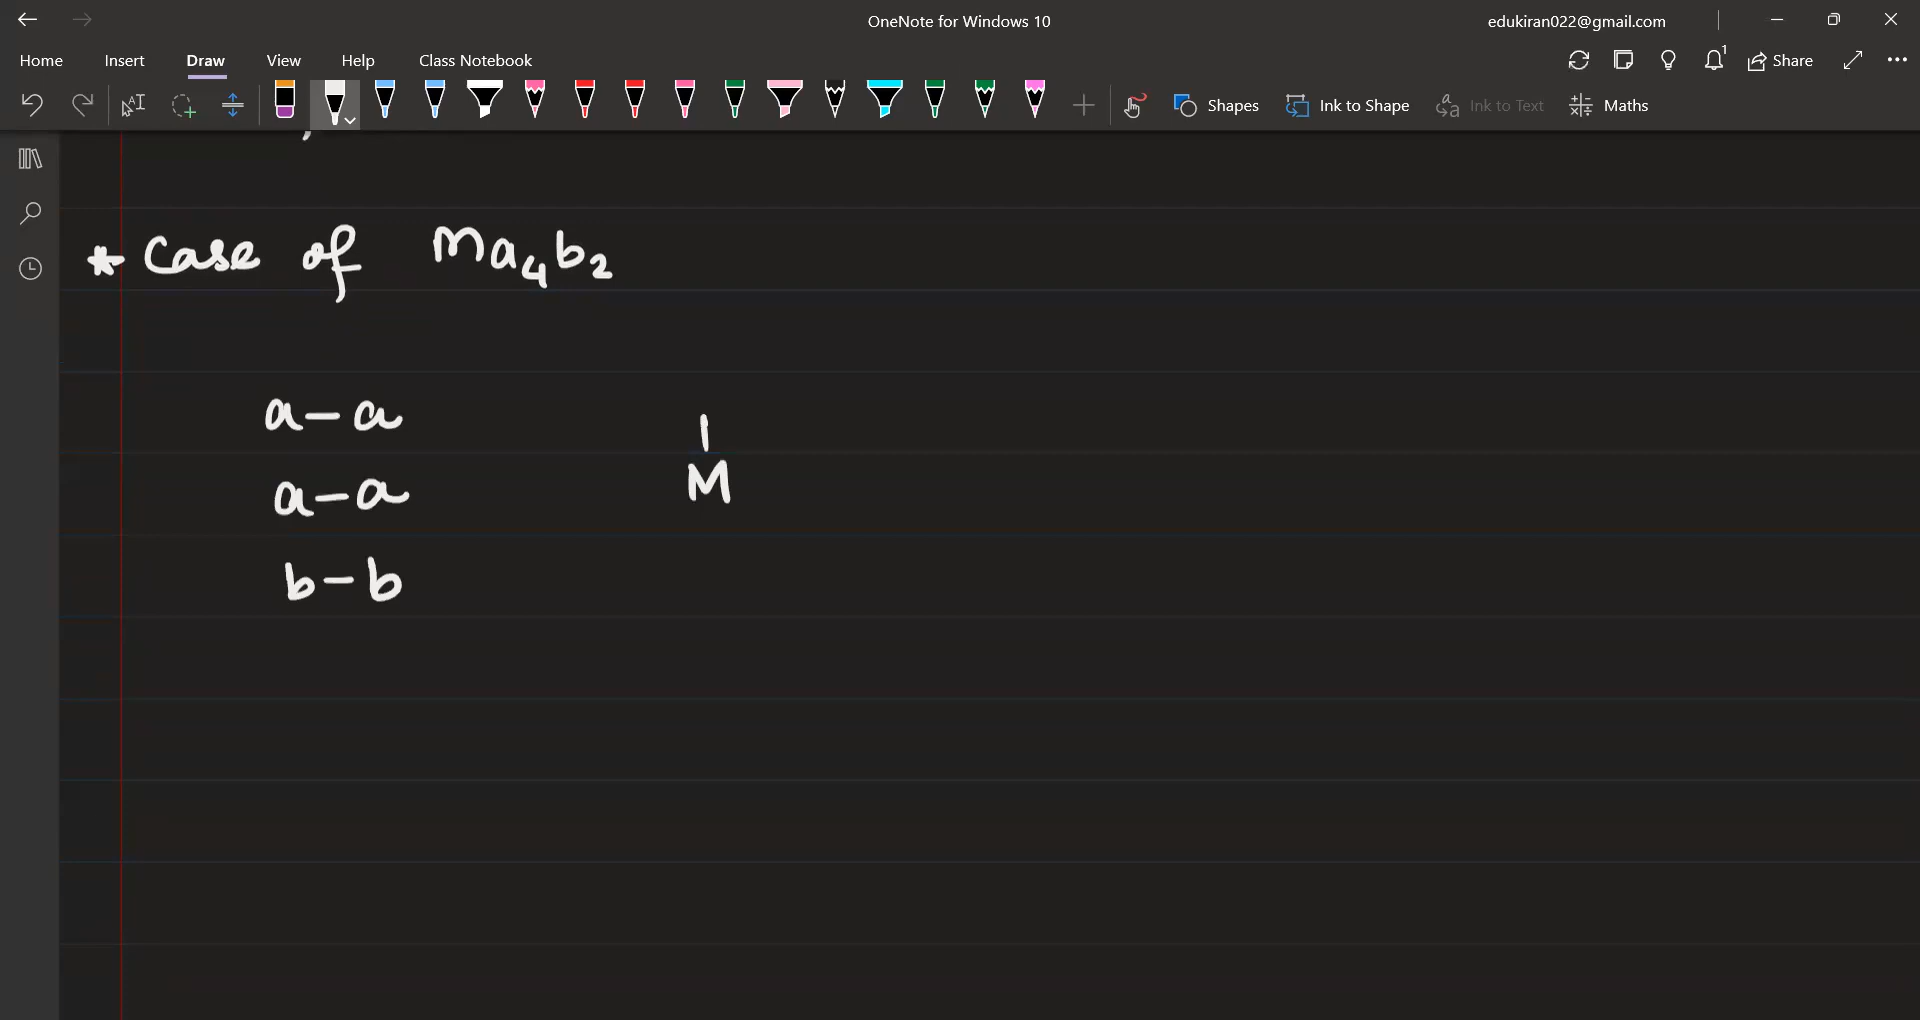 OneNote for Windows 10
edukiran022@gmail.com
Home Insert Draw View Help Class Notebook
1 Share
Shapes Ink to Shape Ink to Text Maths
* Case of Ma₄b₂
a-a
a-a
M
b-b